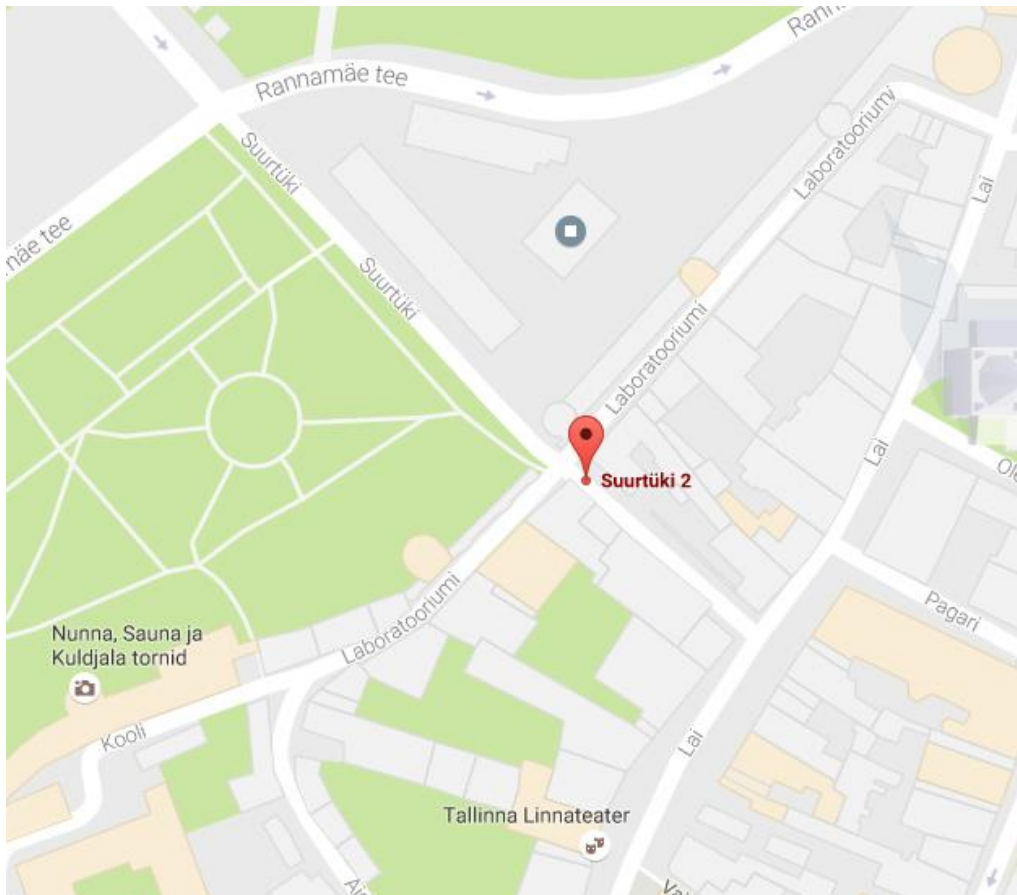 Rannamäe tee
Rann
Suurtüki
Laboratooriumi
Lai
näe tee
Suurtüki
Laboratooriumi
Lai
Suurtüki 2
Ole
Laboratooriumi
Pagari
Nunna, Sauna ja
Kuldjala tornid
Kooli
Lai
Tallinna Linnateater